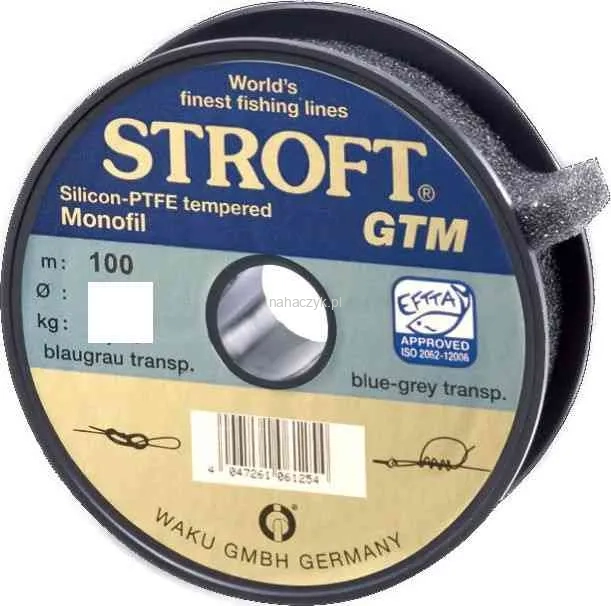 World's
finest fishing lines
STROFT®
Silicon-PTFE tempered
Monofil
GTM
m: 100
Ø:
kg:
blaugrau transp.
nahaczyk.pl
EFTTA
APPROVED
ISO 2062-12006
blue-grey transp.
4 047261 061254
®
WAKU GMBH GERMANY